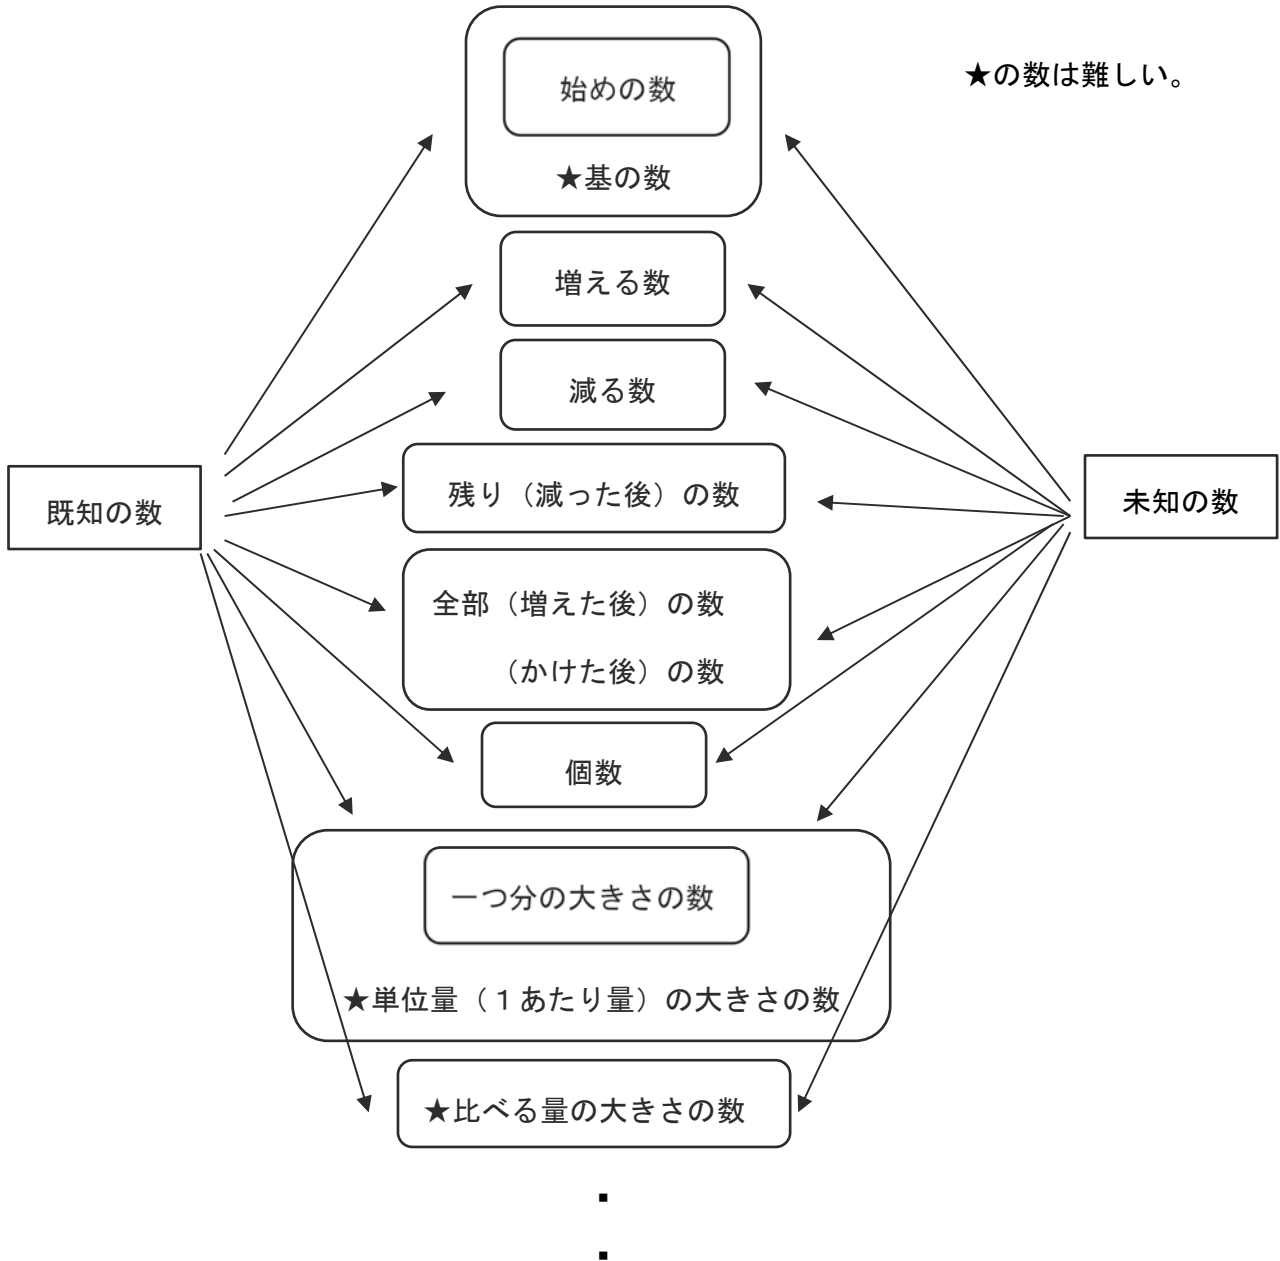 始めの数
★の数は難しい。
★基の数
増える数
減る数
残り（減った後）の数
既知の数
未知の数
全部（増えた後）の数
（かけた後）の数
個数
一つ分の大きさの数
★単位量（１あたり量）の大きさの数
★比べる量の大きさの数